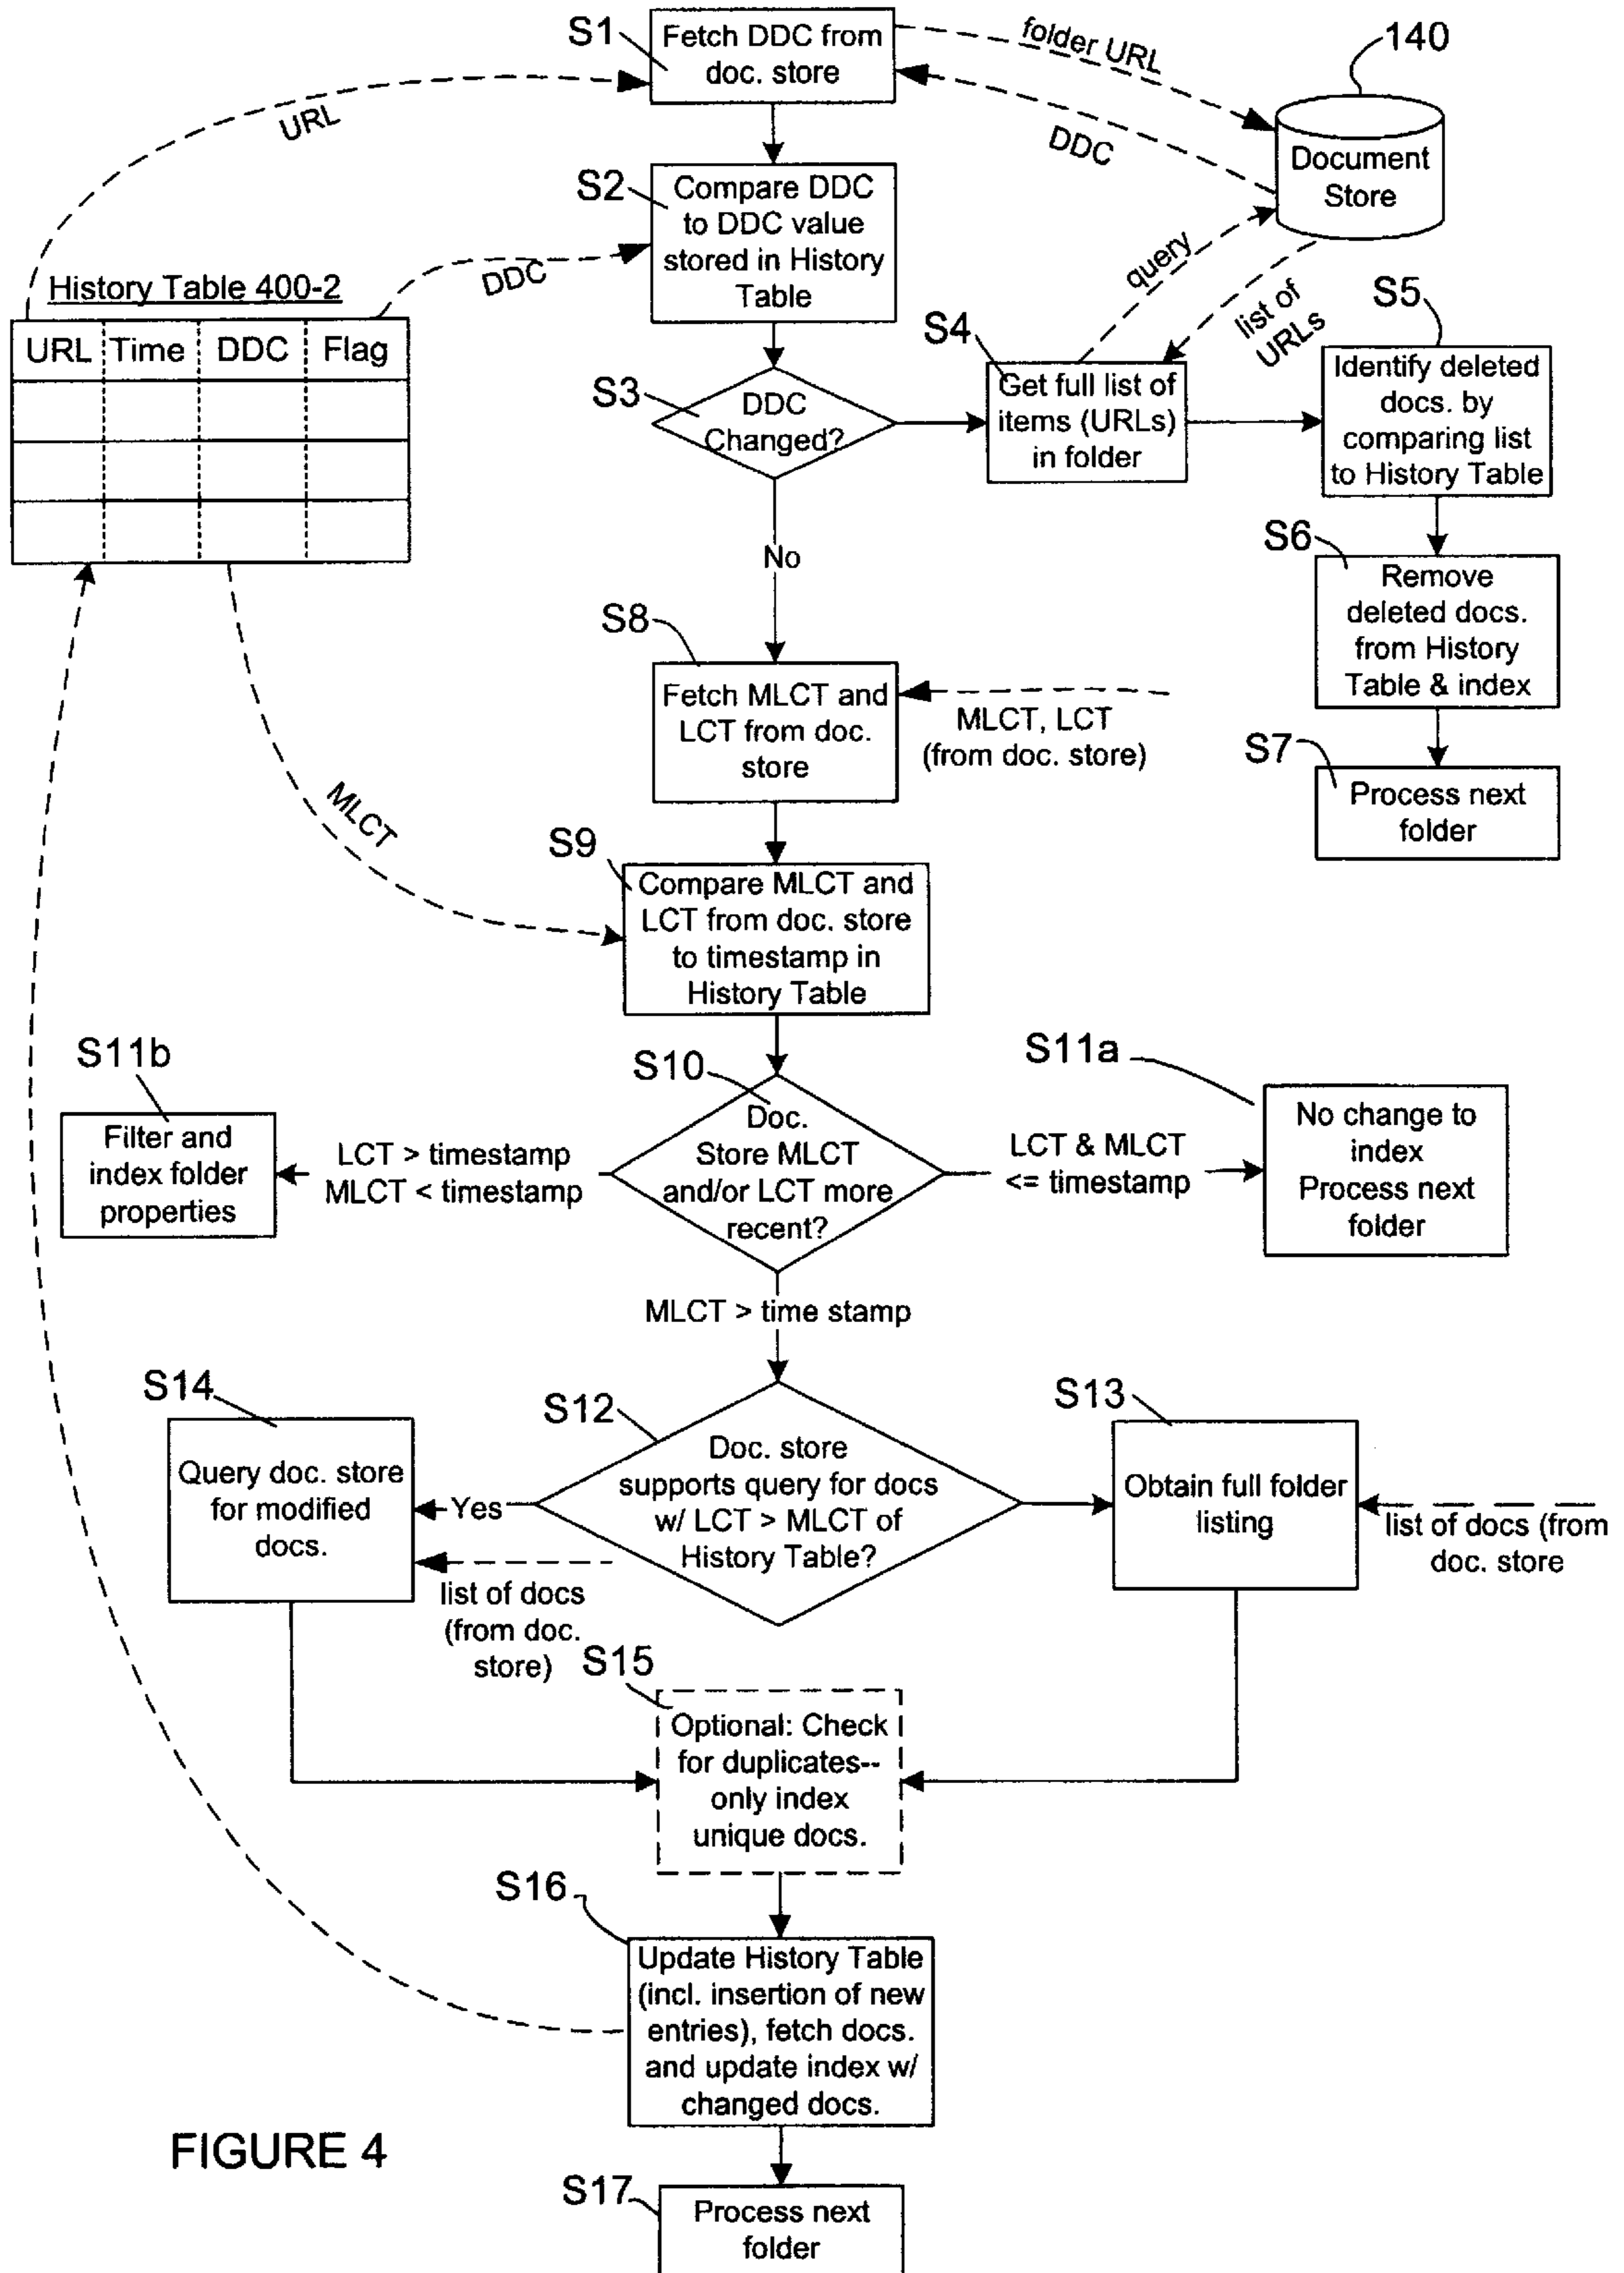 S1
Fetch DDC from
doc. store
folder URL
140
URL
DDC
Document
Store
S2
Compare DDC
to DDC value
stored in History
Table
DDC
query
list of
URLs
History Table 400-2
URL Time DDC Flag
S3
DDC
Changed?
S4
Get full list of
items (URLs)
in folder
S5
Identify deleted
docs. by
comparing list
to History Table
No
S6
Remove
deleted docs.
from History
Table & index
S7
Process next
folder
S8
Fetch MLCT and
LCT from doc.
store
MLCT, LCT
(from doc. store)
MLCT
S9
Compare MLCT and
LCT from doc. store
to timestamp in
History Table
S10
Doc.
Store MLCT
and/or LCT more
recent?
S11b
Filter and
index folder
properties
LCT > timestamp
MLCT < timestamp
LCT & MLCT
<= timestamp
S11a
No change to
index
Process next
folder
MLCT > time stamp
S12
Doc. store
supports query for docs
w/ LCT > MLCT of
History Table?
S14
Query doc. store
for modified
docs.
Yes
list of docs
(from doc.
store)
S13
Obtain full folder
listing
list of docs (from
doc. store
S15
Optional: Check
for duplicates--
only index
unique docs.
S16
Update History Table
(incl. insertion of new
entries), fetch docs.
and update index w/
changed docs.
S17
Process next
folder
FIGURE 4